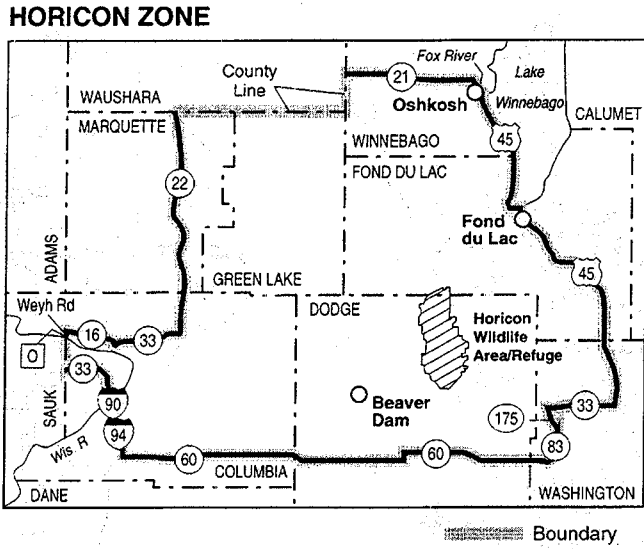 HORICON ZONE
Fox River
Lake
Winnebago
County
Line
21
Oshkosh
WAUSHARA
MARQUETTE
CALUMET
45
WINNEBAGO
FOND DU LAC
22
Fond
du Lac
ADAMS
GREEN LAKE
45
Weyh Rd
DODGE
16
33
O
33
Horicon
Wildlife
Area/Refuge
SAUK
90
Beaver
Dam
175
33
94
Wis. R
60
COLUMBIA
60
83
DANE
WASHINGTON
Boundary